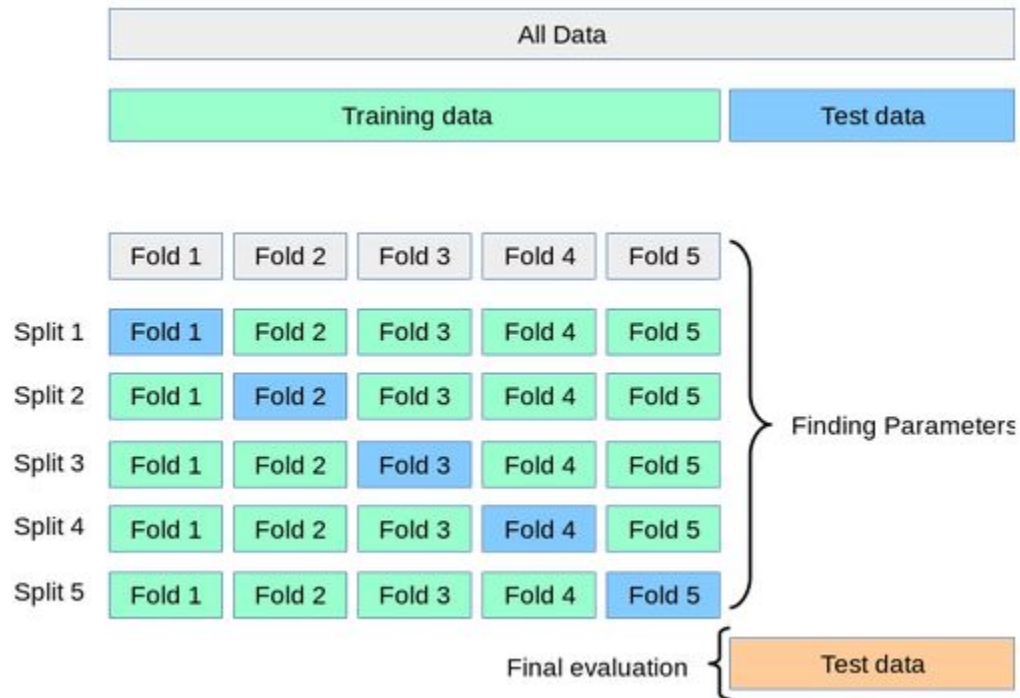 All Data
Training data Test data
Fold 1 Fold 2 Fold 3 Fold 4 Fold 5
Split 1 Fold 1 Fold 2 Fold 3 Fold 4 Fold 5
Split 2 Fold 1 Fold 2 Fold 3 Fold 4 Fold 5
Finding Parameters
Split 3 Fold 1 Fold 2 Fold 3 Fold 4 Fold 5
Split 4 Fold 1 Fold 2 Fold 3 Fold 4 Fold 5
Split 5 Fold 1 Fold 2 Fold 3 Fold 4 Fold 5
Final evaluation Test data